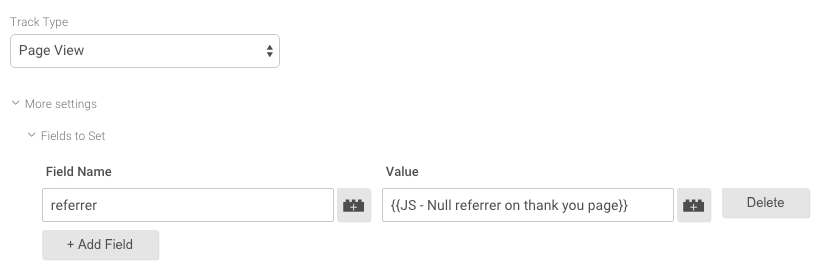 Track Type
Page View
More settings
Fields to Set
Field Name Value
referrer {{JS - Null referrer on thank you page}} Delete
+ Add Field